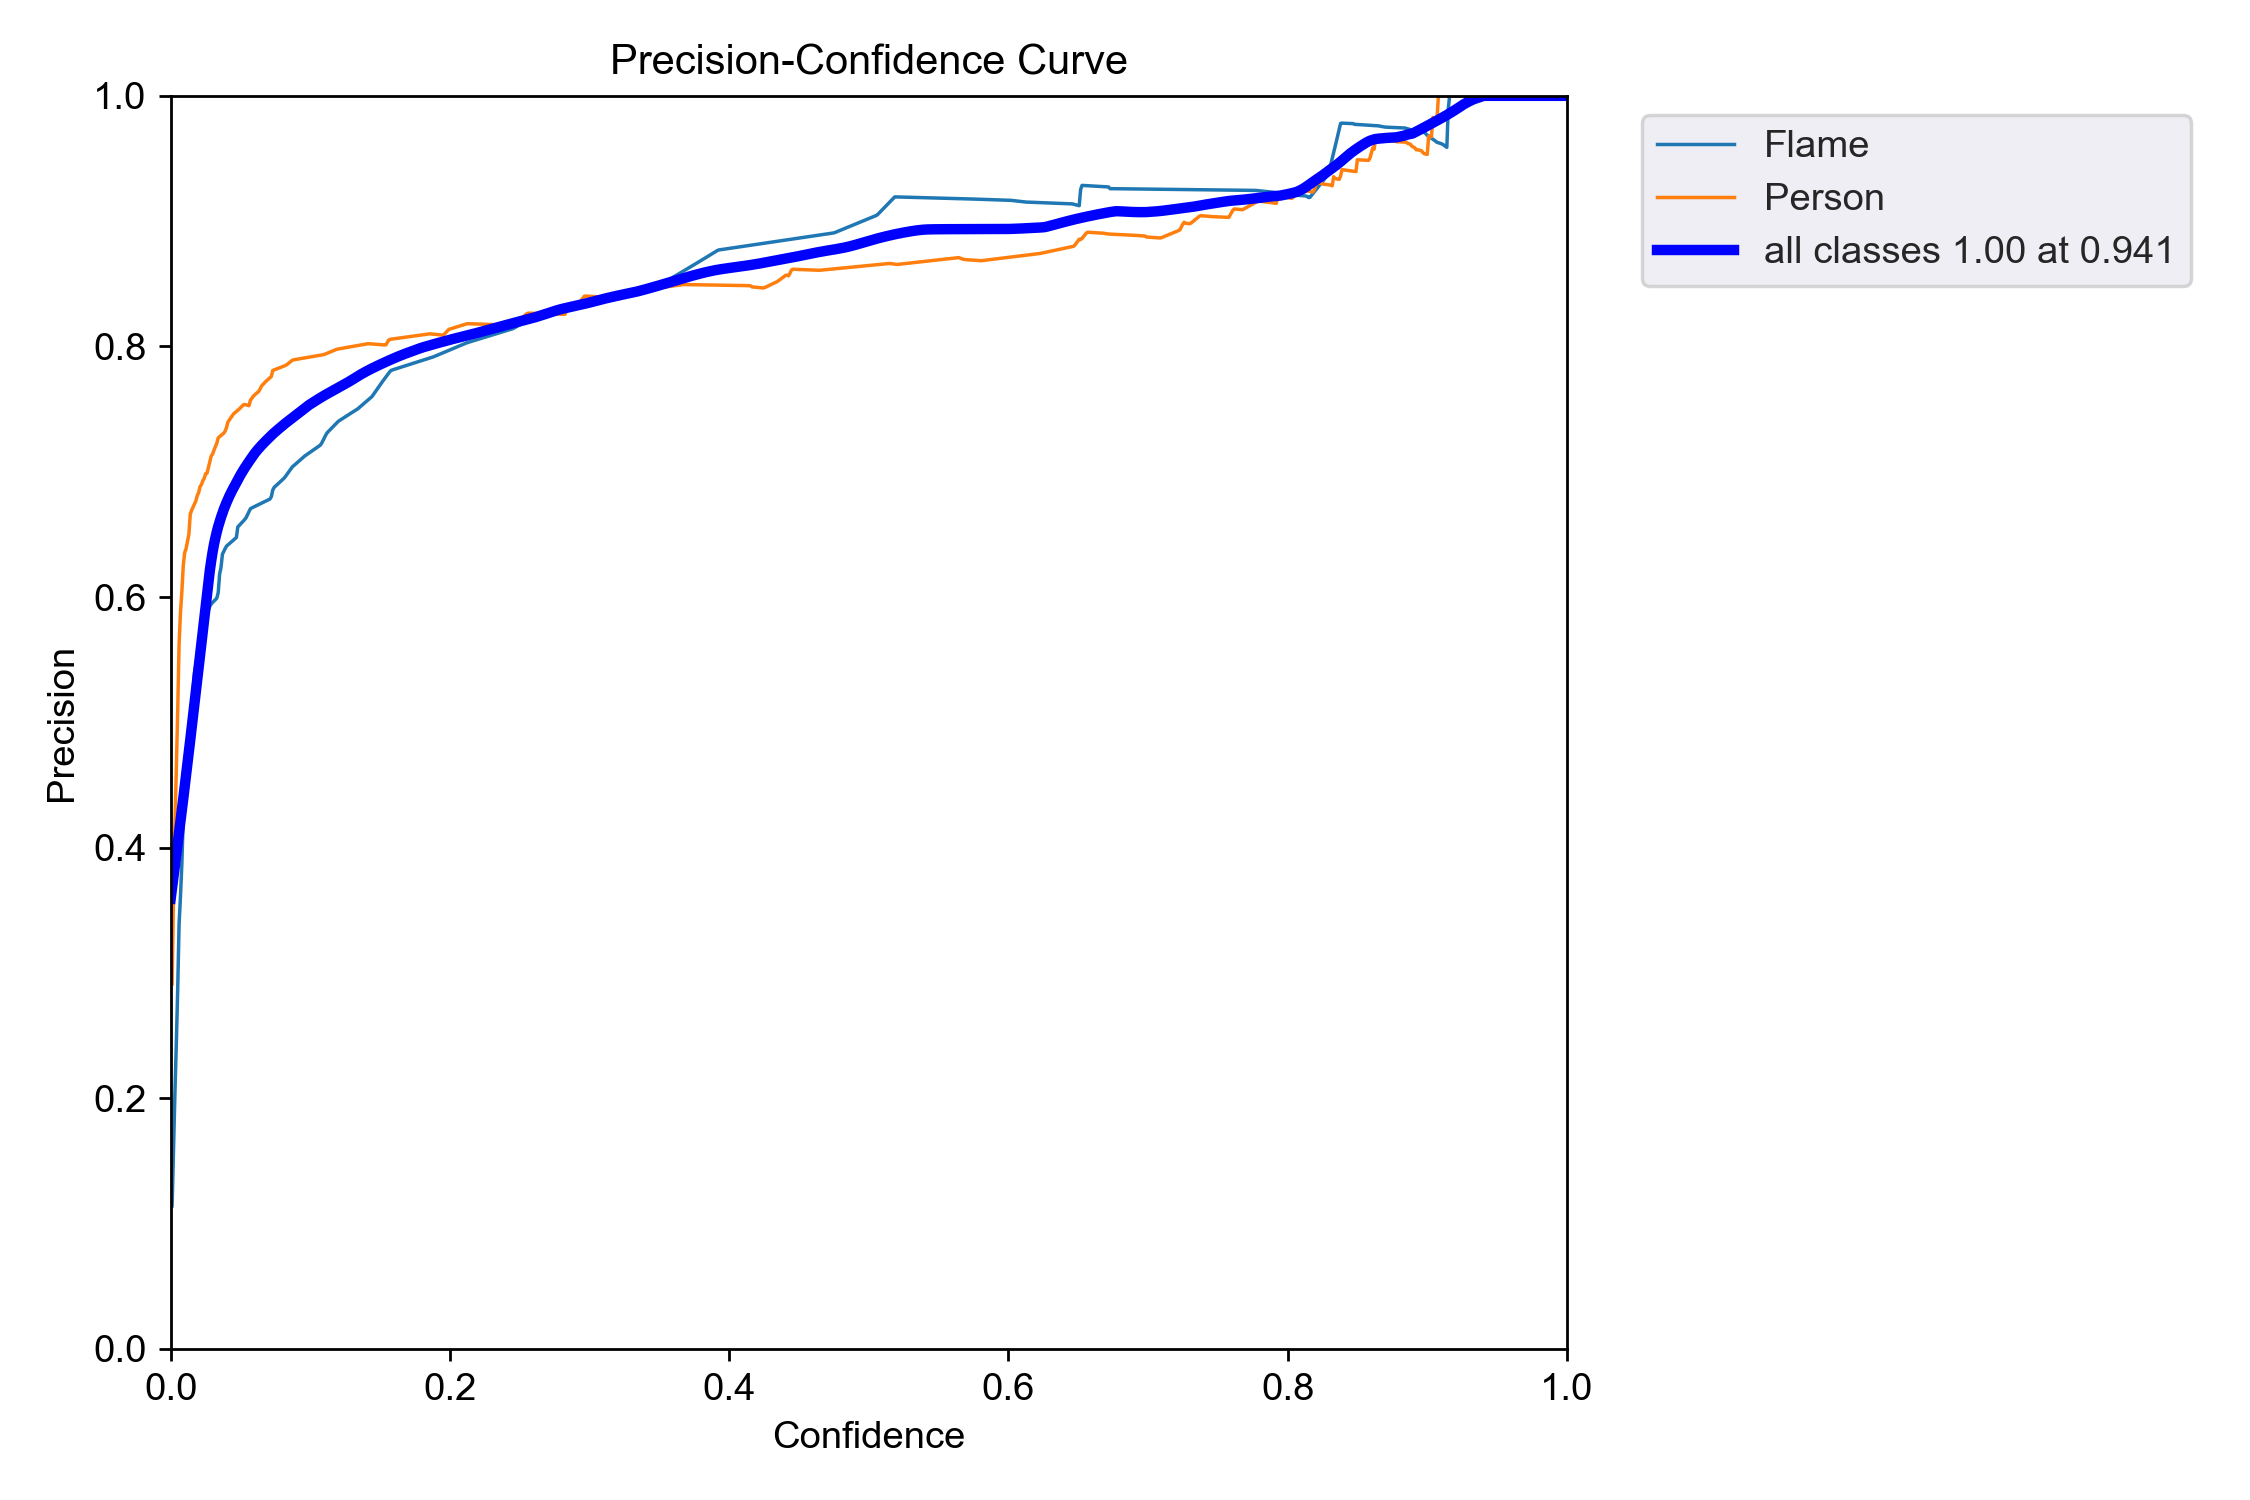 Precision-Confidence Curve
1.0
0.8
0.6
0.4
0.2
0.0
Precision
0.0 0.2 0.4 0.6 0.8 1.0
Confidence
Flame
Person
all classes 1.00 at 0.941